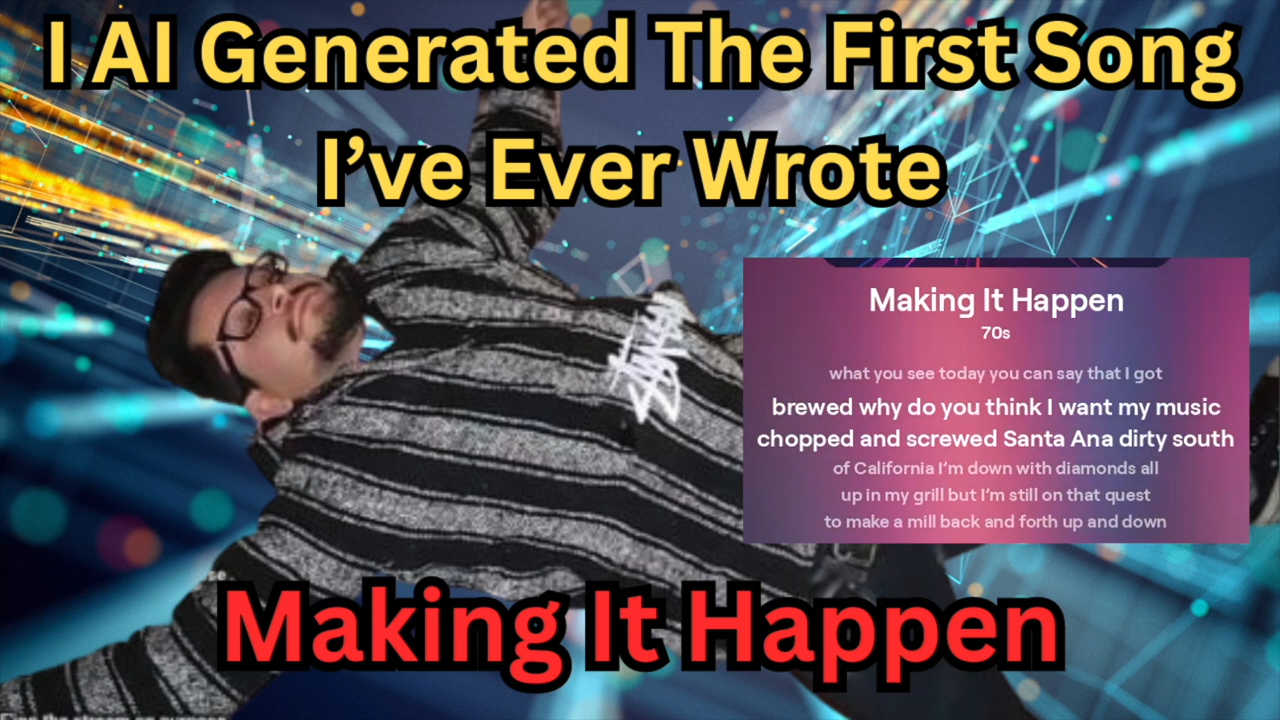 I AI Generated The First Song
I've Ever Wrote
Making It Happen
70s
what you see today you can say that I got
brewed why do you think I want my music
chopped and screwed Santa Ana dirty south
of California I'm down with diamonds all
up in my grill but I'm still on that quest
to make a mill back and forth up and down
Stüssy
Making It Happen